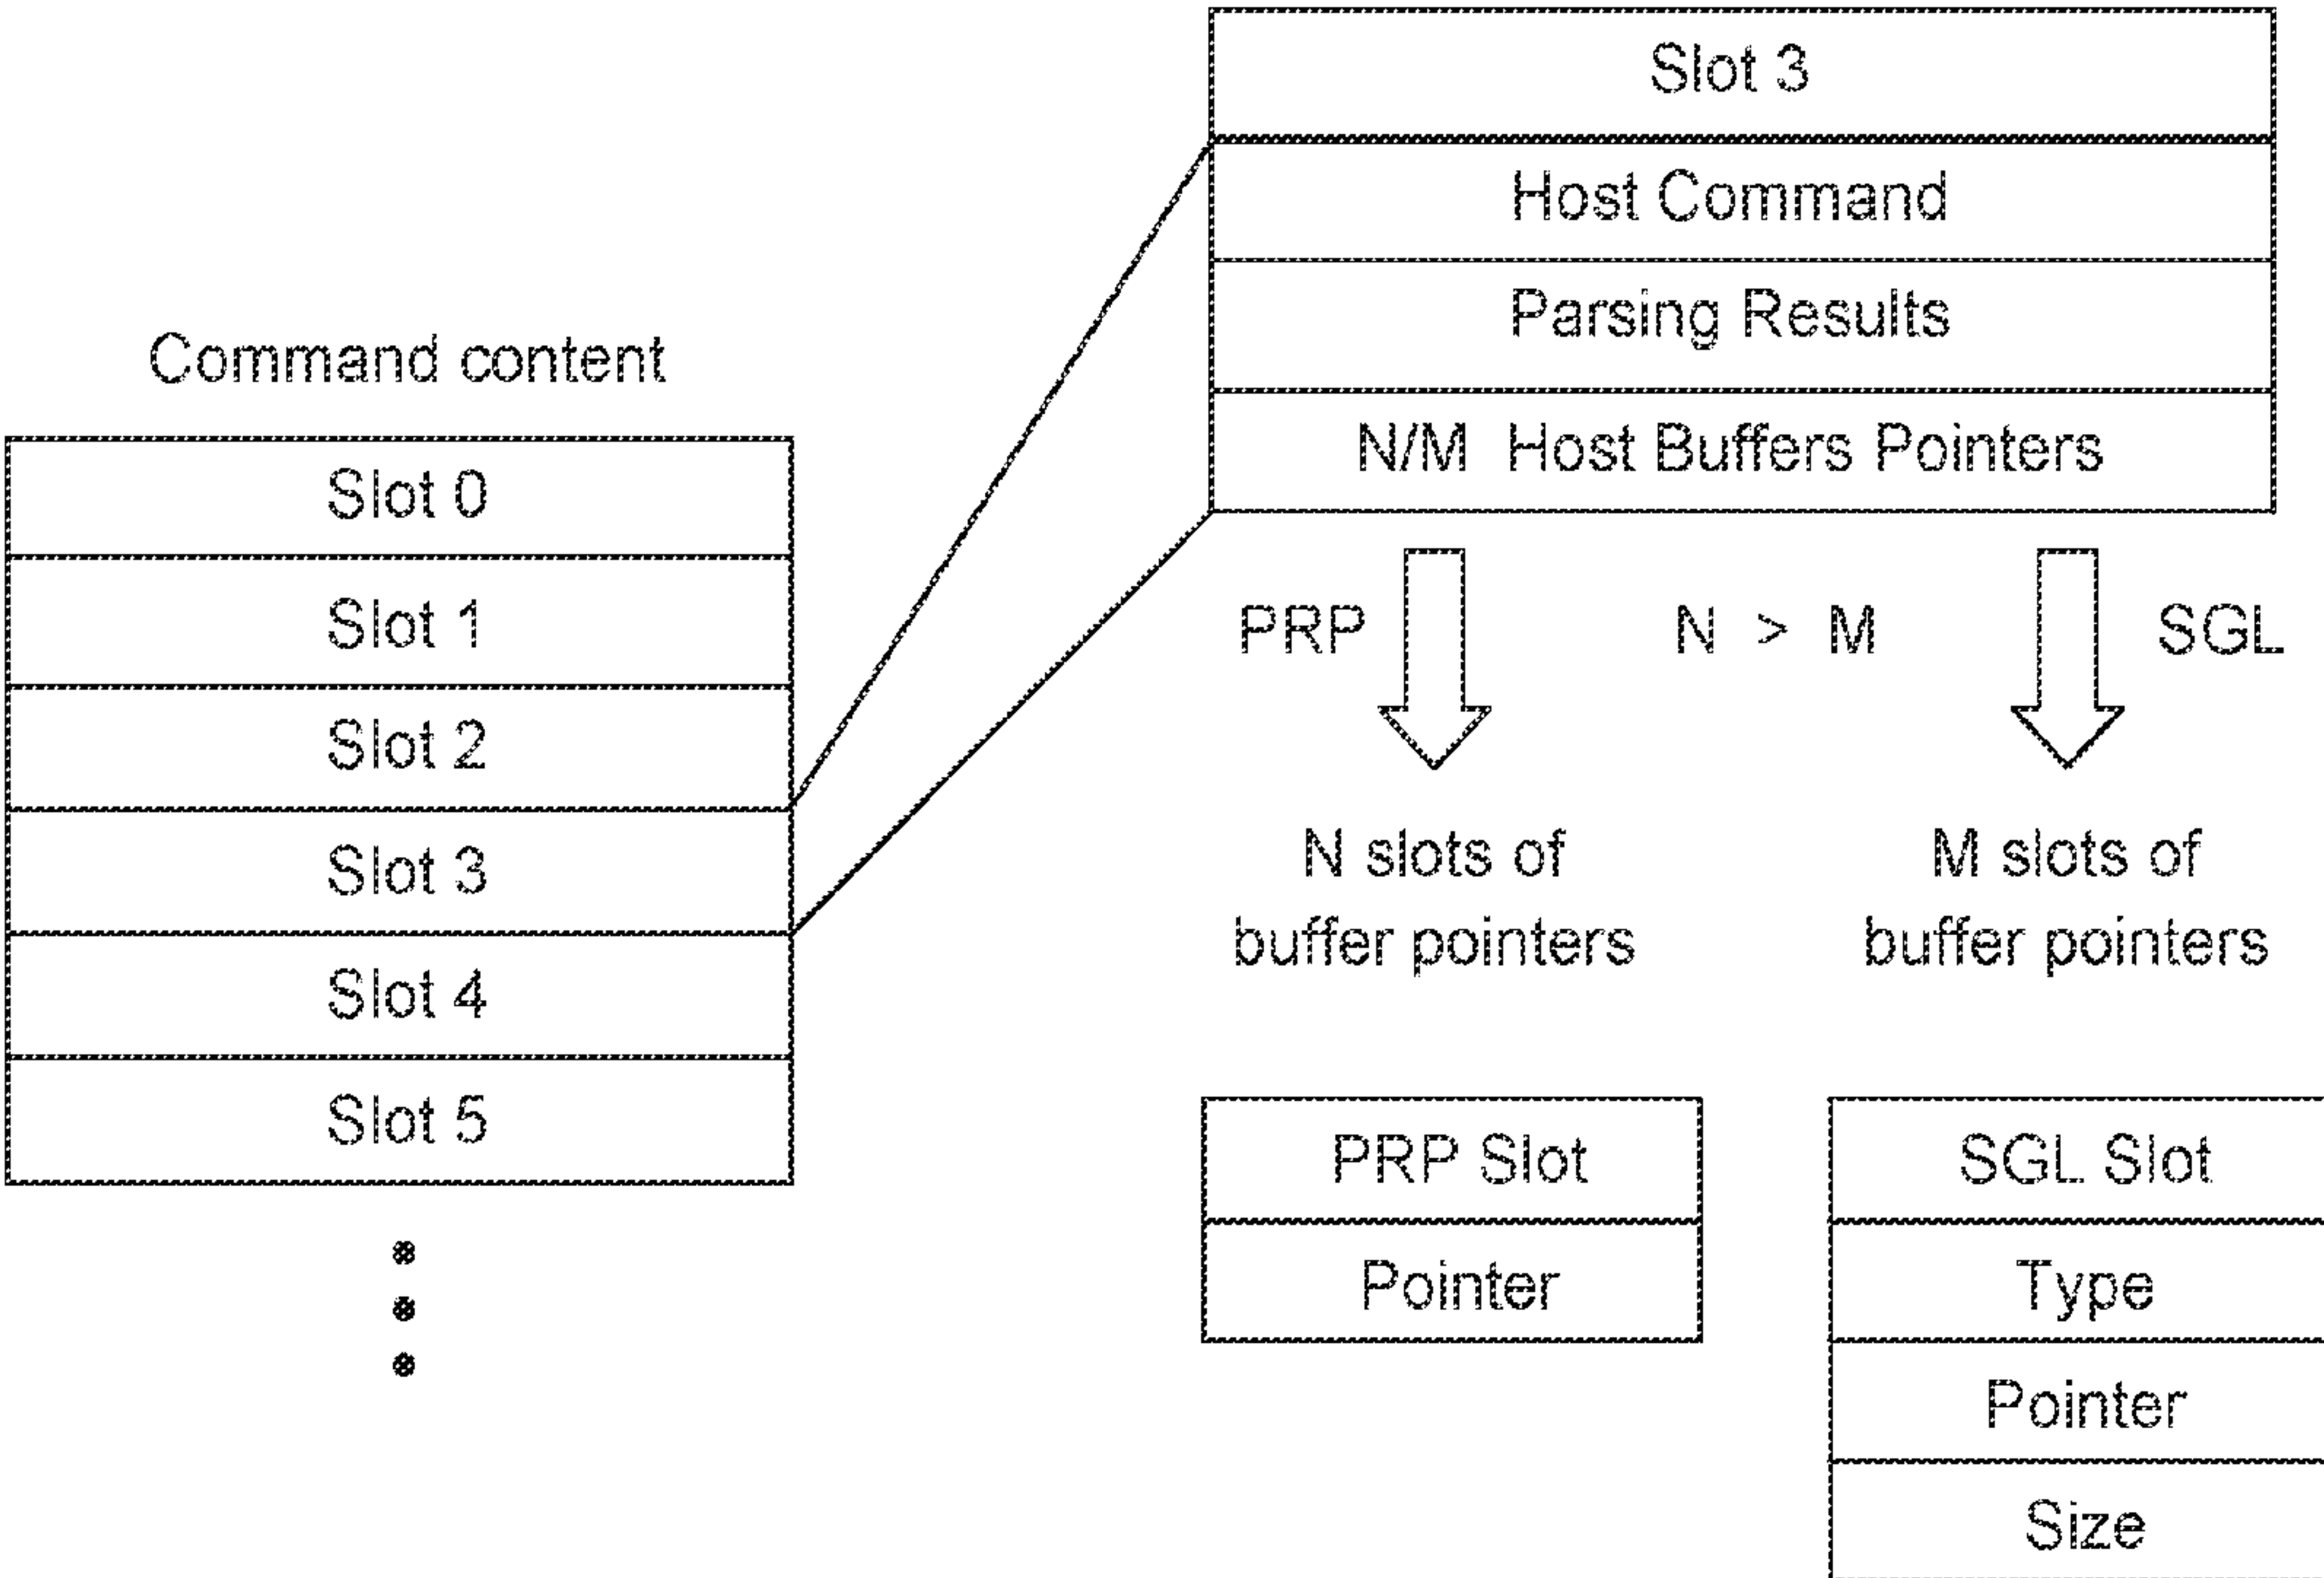 Command content
Slot 0
Slot 1
Slot 2
Slot 3
Slot 4
Slot 5
Slot 3
Host Command
Parsing Results
N/M Host Buffers Pointers
PRP
N > M
SGL
N slots of
buffer pointers
M slots of
buffer pointers
PRP Slot
Pointer
SGL Slot
Type
Pointer
Size